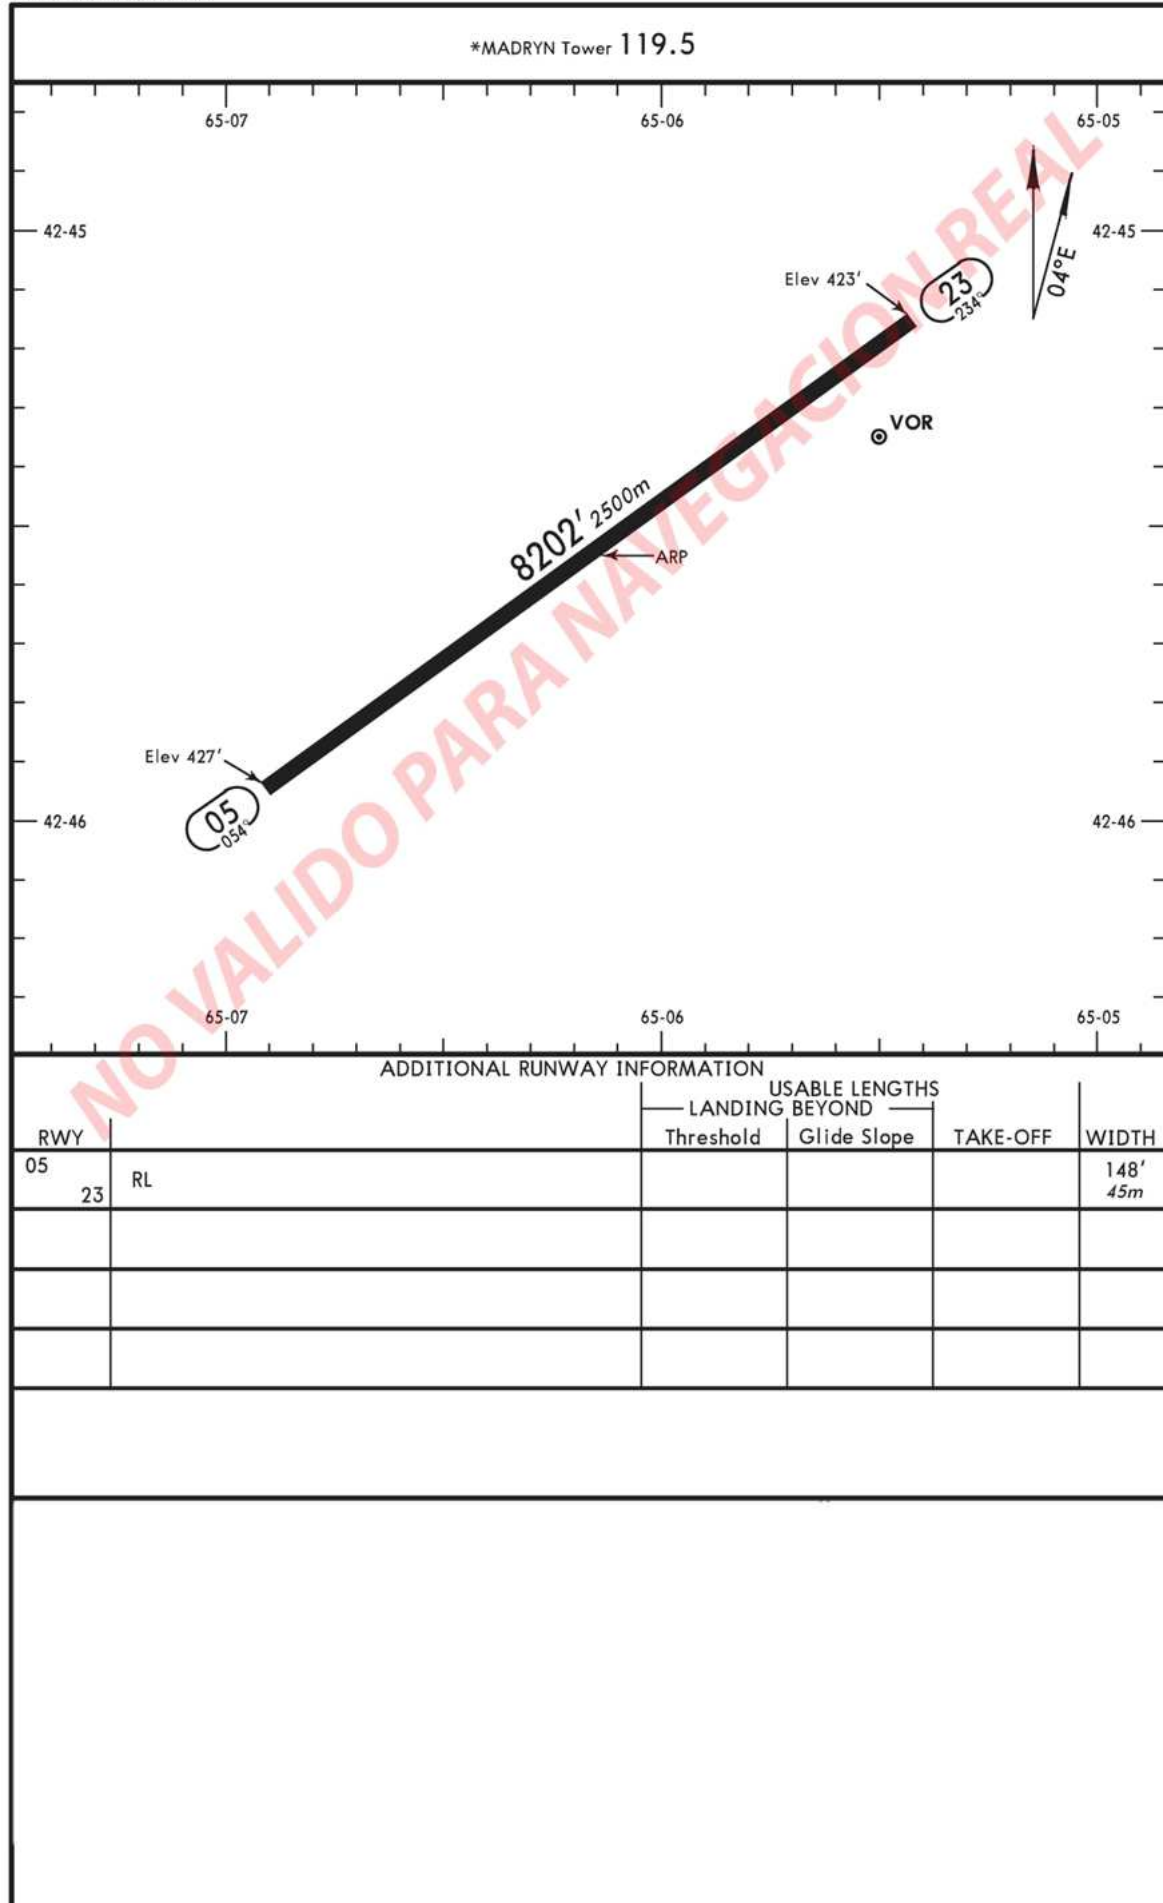 *MADRYN Tower 119.5
65-07 65-06 65-05
42-45 42-45
Elev 423'
23
234°
04°E
VOR
8202' 2500m
ARP
Elev 427'
05
054°
42-46 42-46
65-07 65-06 65-05
NO VALIDO PARA NAVEGACION REAL
ADDITIONAL RUNWAY INFORMATION
USABLE LENGTHS
LANDING BEYOND
RWY Threshold Glide Slope TAKE-OFF WIDTH
05 148'
23 RL 45m